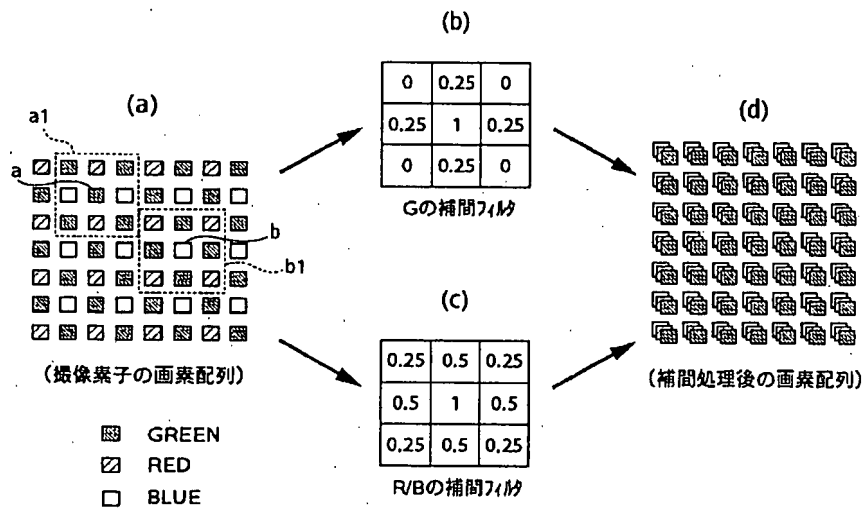 (a)
a1
a
b
b1
(撮像素子の画素配列)
GREEN
RED
BLUE
(b)
0 0.25 0
0.25 1 0.25
0 0.25 0
Gの補間フィルタ
(c)
0.25 0.5 0.25
0.5 1 0.5
0.25 0.5 0.25
R/Bの補間フィルタ
(d)
(補間処理後の画素配列)